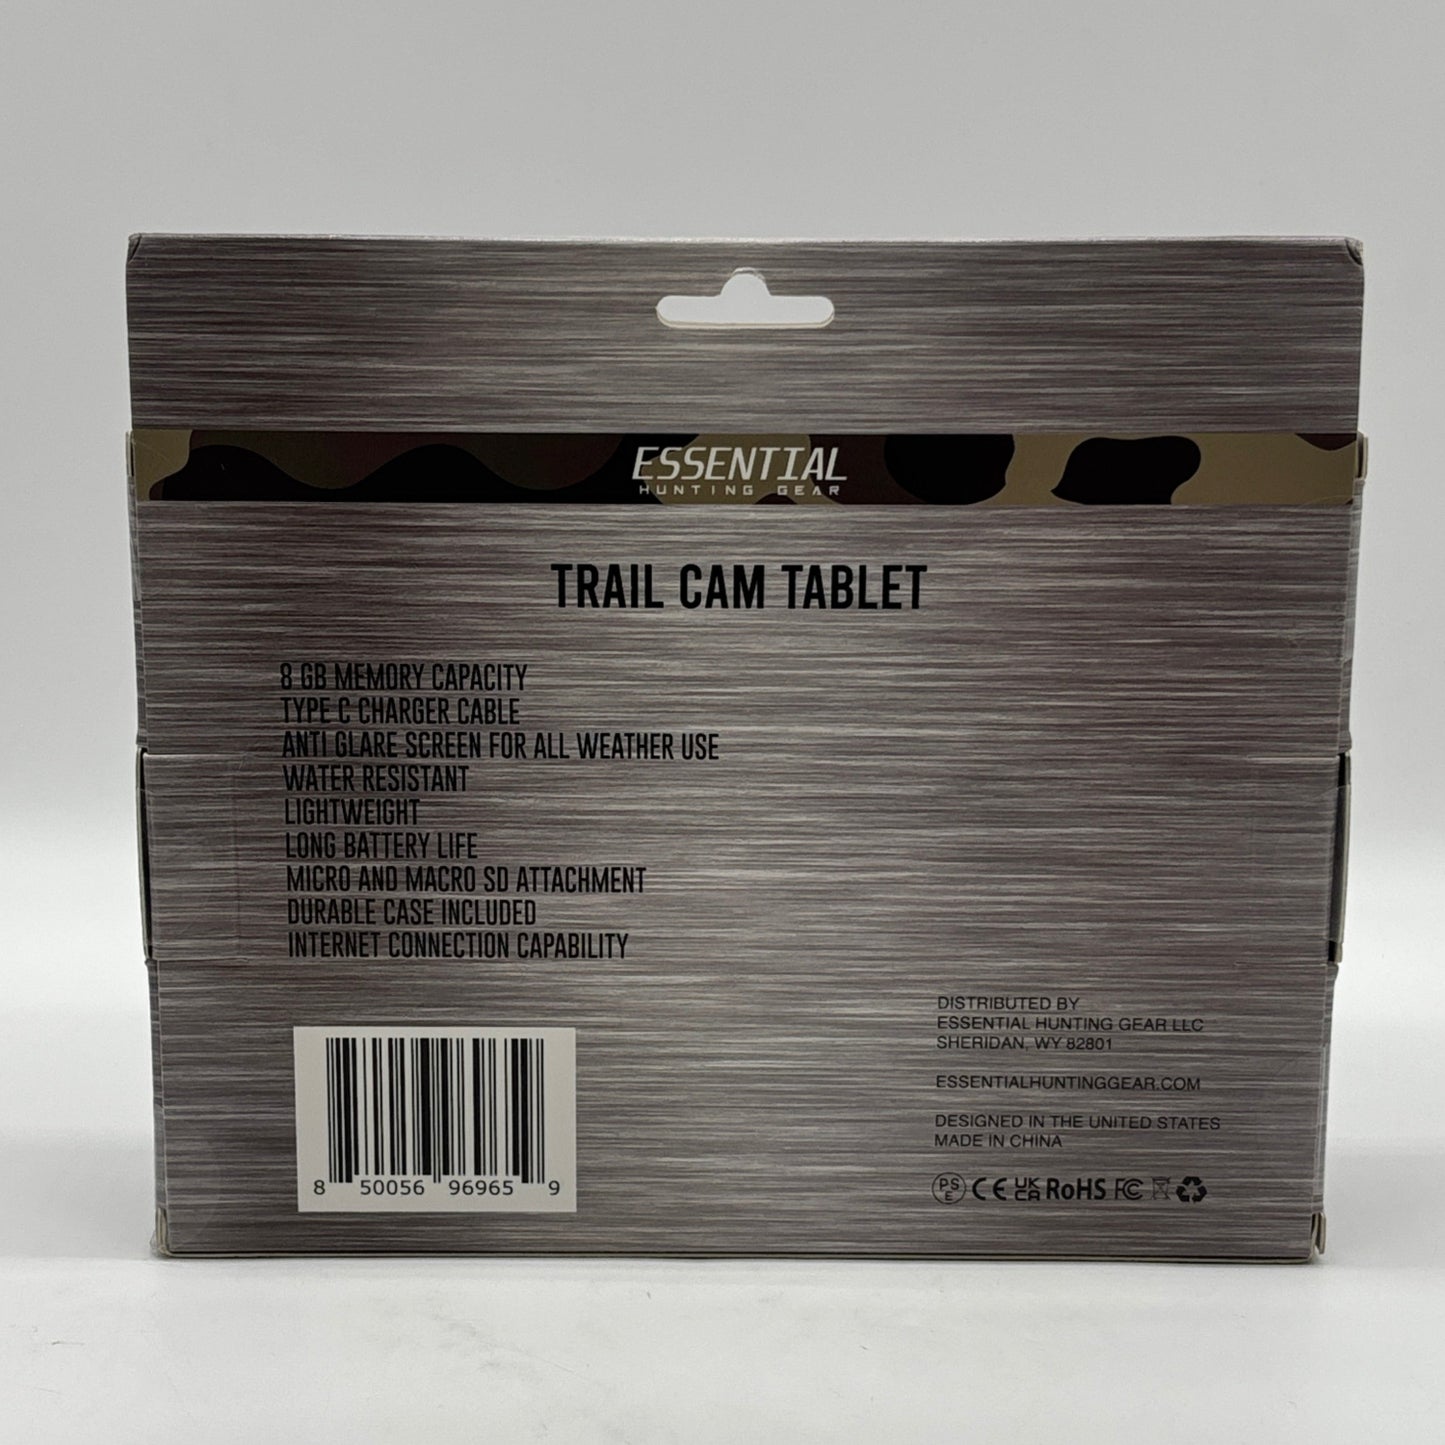 ESSENTIAL
HUNTING GEAR
TRAIL CAM TABLET
8 GB MEMORY CAPACITY
TYPE C CHARGER CABLE
ANTI GLARE SCREEN FOR ALL WEATHER USE
WATER RESISTANT
LIGHTWEIGHT
LONG BATTERY LIFE
MICRO AND MACRO SD ATTACHMENT
DURABLE CASE INCLUDED
INTERNET CONNECTION CAPABILITY
DISTRIBUTED BY
ESSENTIAL HUNTING GEAR LLC
SHERIDAN, WY 82801
ESSENTIALHUNTINGGEAR.COM
DESIGNED IN THE UNITED STATES
MADE IN CHINA
PS E CE UK CA RoHS FC
8 50056 96965 9